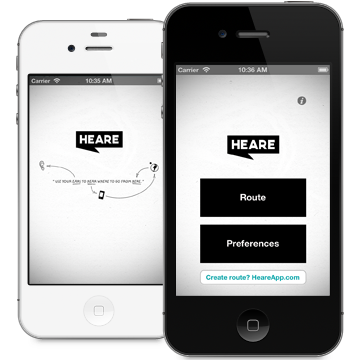 Carrier 10:35 AM
HEARE
" USE YOUR EARS TO HEAR WHERE TO GO FROM HERE "
Carrier 10:36 AM
HEARE
Route
Preferences
Create route? HeareApp.com